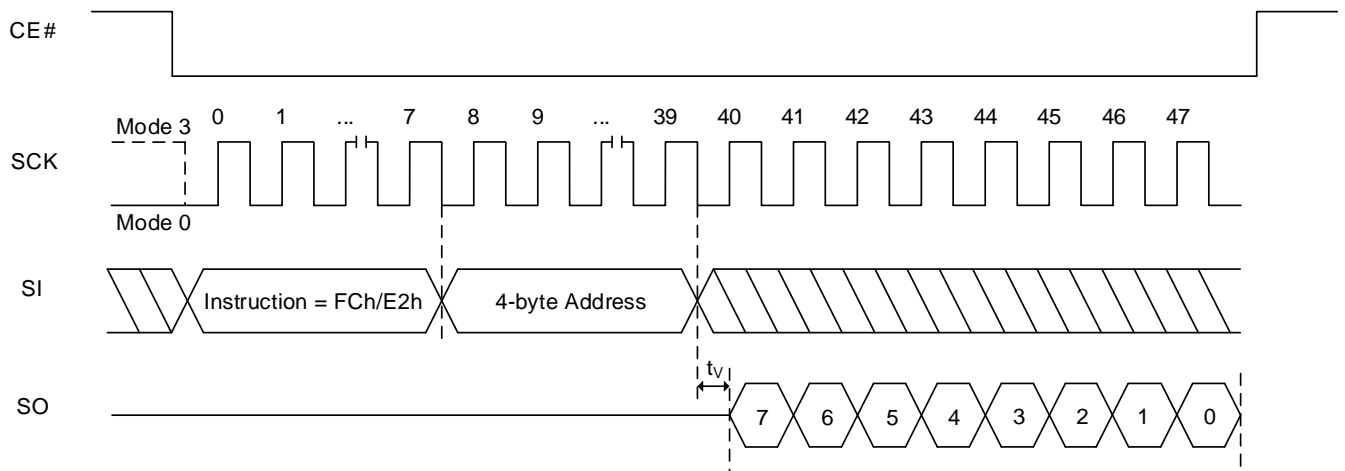 CE#
Mode 3 0 1 ... 7 8 9 ... 39 40 41 42 43 44 45 46 47
SCK
Mode 0
SI Instruction = FCh/E2h 4-byte Address
tV
SO 7 6 5 4 3 2 1 0